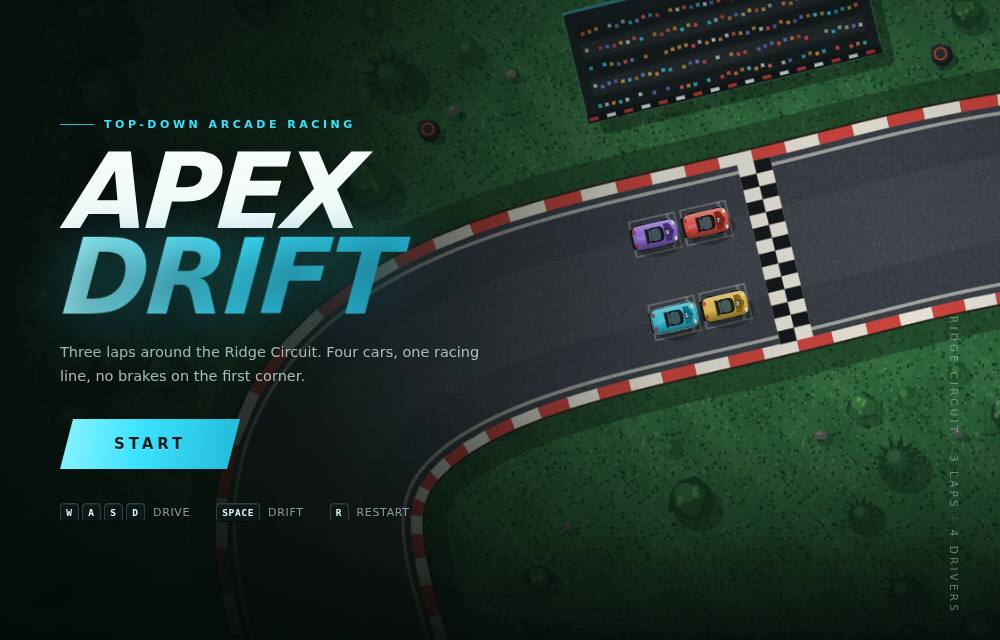 TOP-DOWN ARCADE RACING
APEX
DRIFT
Three laps around the Ridge Circuit. Four cars, one racing
line, no brakes on the first corner.
START
W A S D DRIVE SPACE DRIFT R RESTART
RIDGE CIRCUIT · 3 LAPS · 4 DRIVERS